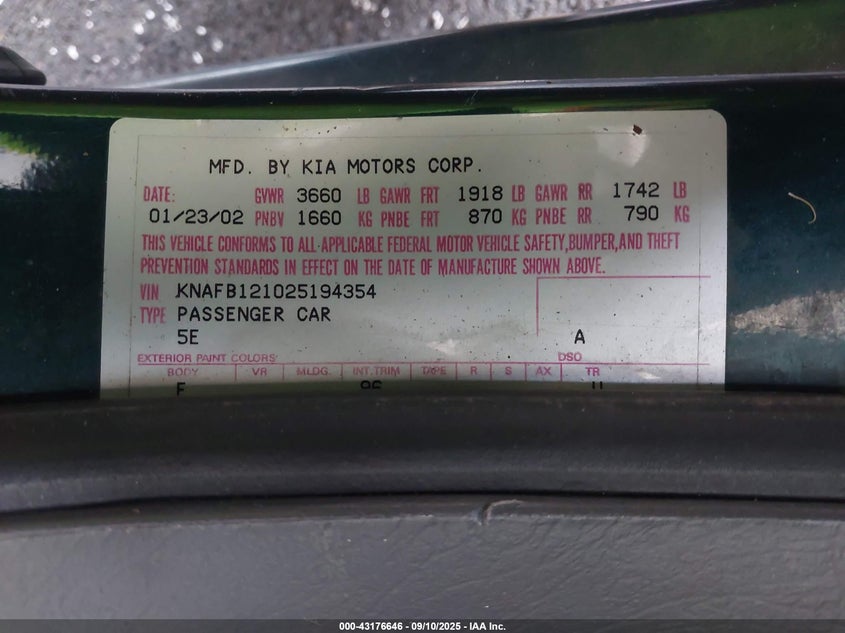 MFD. BY KIA MOTORS CORP.
DATE: GVWR 3660 LB GAWR FRT 1918 LB GAWR RR 1742 LB
01/23/02 PNBV 1660 KG PNBE FRT 870 KG PNBE RR 790 KG
THIS VEHICLE CONFORMS TO ALL APPLICABLE FEDERAL MOTOR VEHICLE SAFETY, BUMPER, AND THEFT
PREVENTION STANDARDS IN EFFECT ON THE DATE OF MANUFACTURE SHOWN ABOVE.
VIN KNAFB121025194354
TYPE PASSENGER CAR
5E A
EXTERIOR PAINT COLORS DSO
BODY VR MLDG. INT.TRIM TAPE R S AX TR
000-43176646 - 09/10/2025 - IAA Inc.